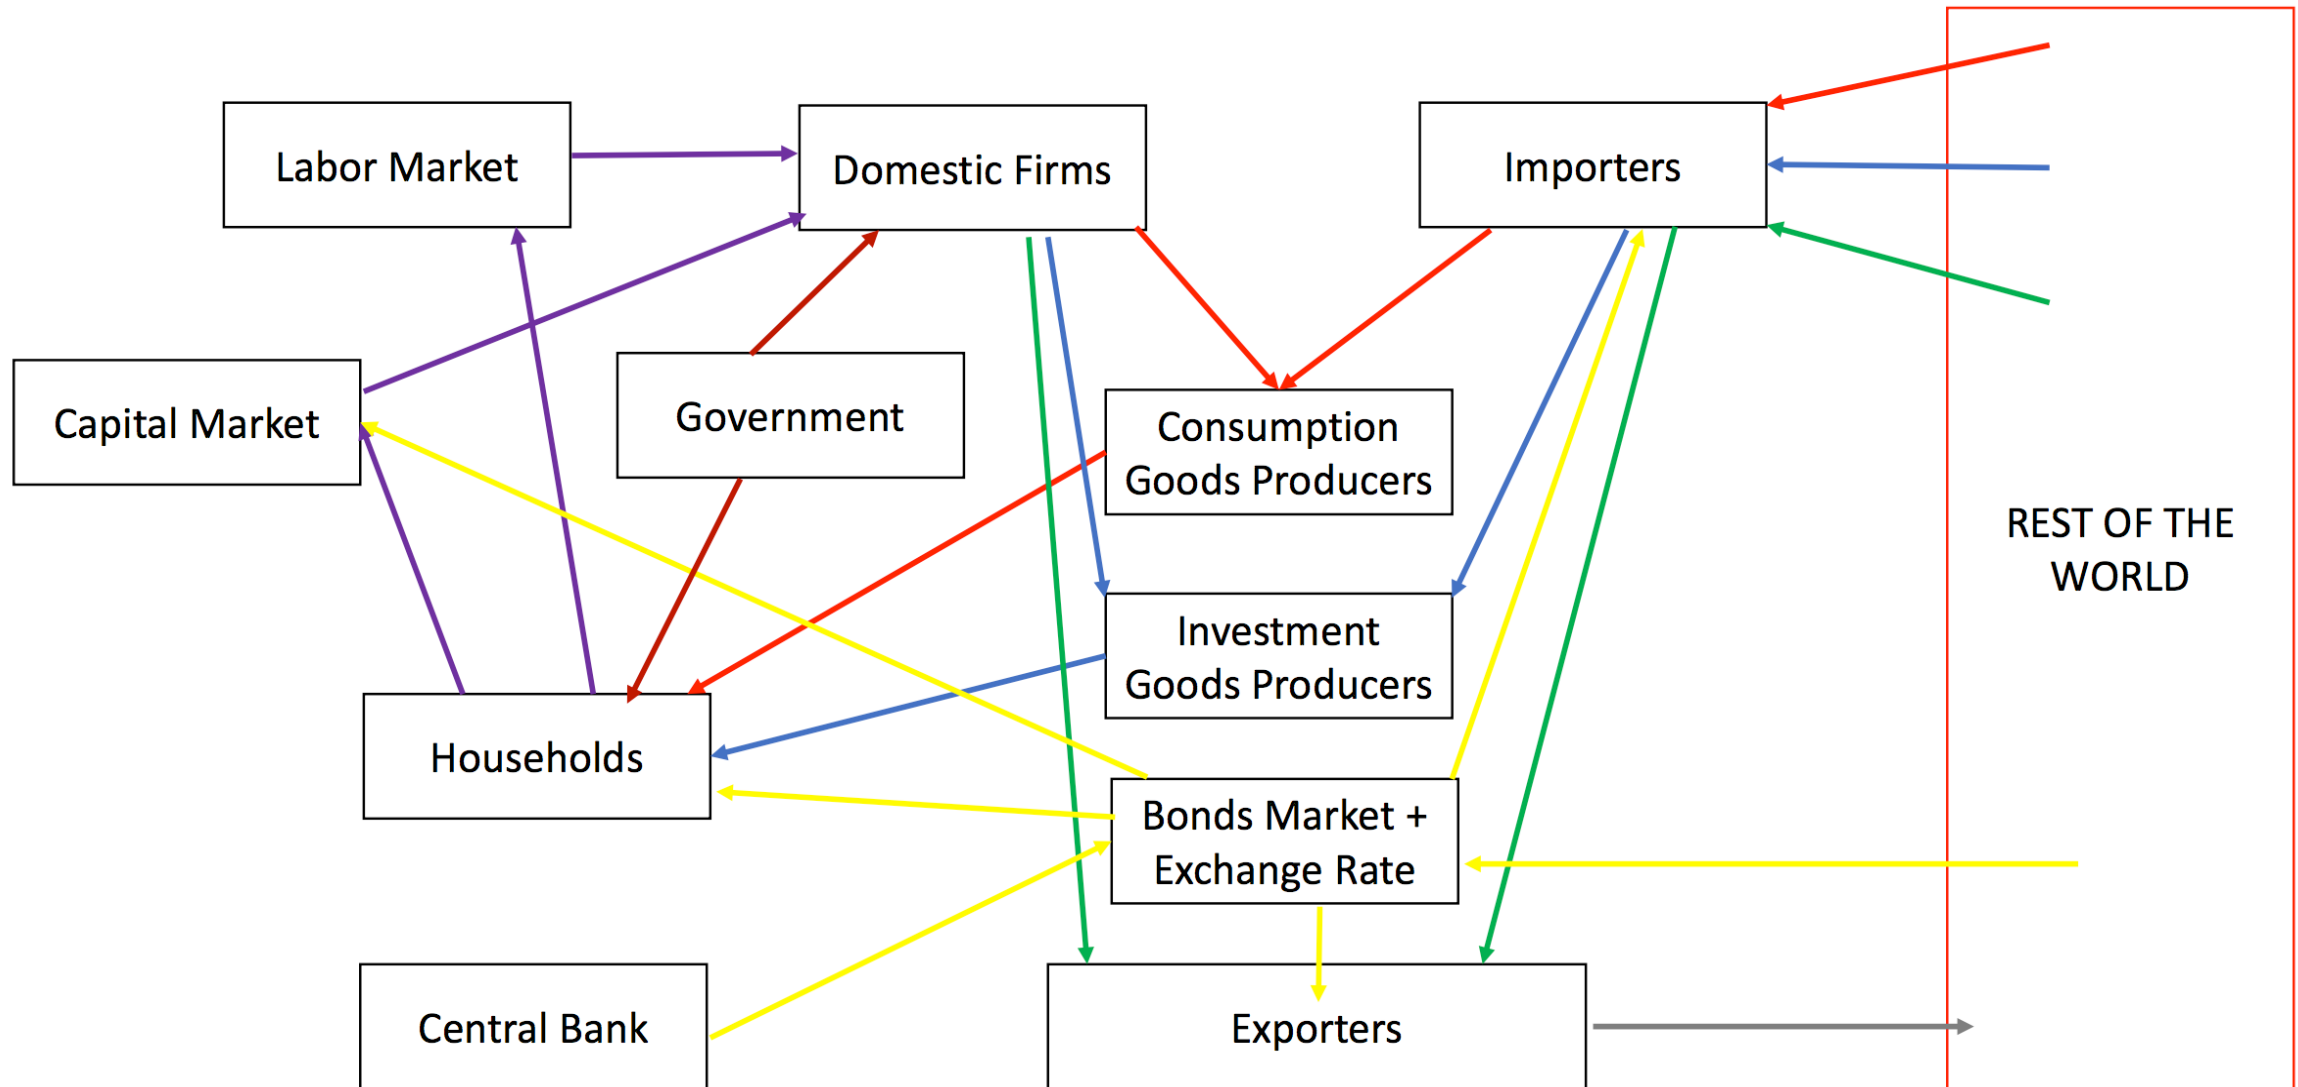 Labor Market
Domestic Firms
Importers
Capital Market
Government
Consumption
Goods Producers
REST OF THE
WORLD
Investment
Goods Producers
Households
Bonds Market +
Exchange Rate
Central Bank
Exporters